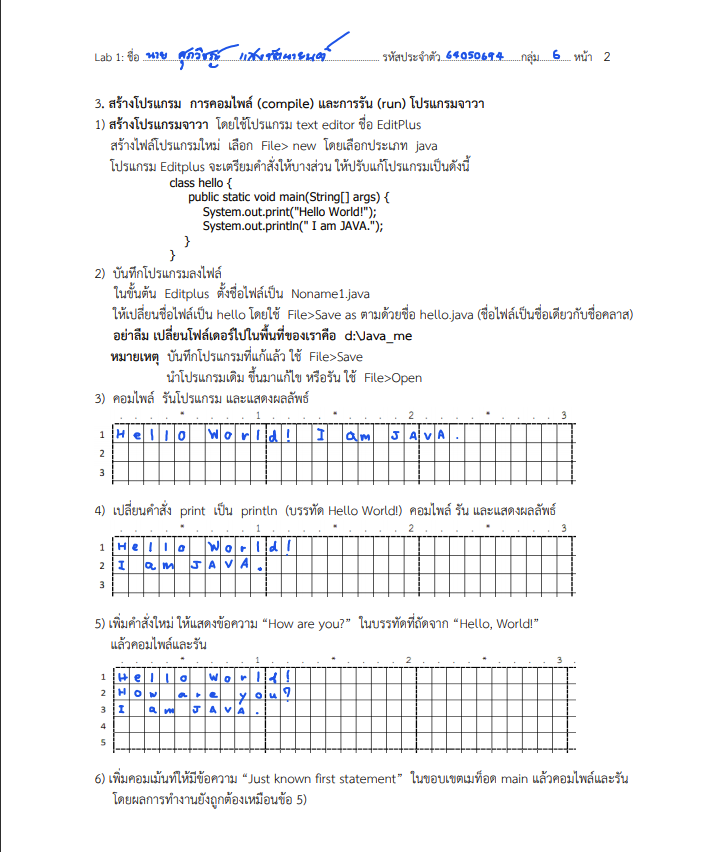 Lab 1: ชื่อ นาย ศุภวิชญ์ แสงชัยนายนต์ รหัสประจำตัว 64050694 กลุ่ม 6 หน้า 2
3. สร้างโปรแกรม การคอมไพล์ (compile) และการรัน (run) โปรแกรมจาวา
1) สร้างโปรแกรมจาวา โดยใช้โปรแกรม text editor ชื่อ EditPlus
สร้างไฟล์โปรแกรมใหม่ เลือก File> new โดยเลือกประเภท java
โปรแกรม Editplus จะเตรียมคำสั่งให้บางส่วน ให้ปรับแก้โปรแกรมเป็นดังนี้
class hello {
public static void main(String[] args) {
System.out.print("Hello World!");
System.out.println(" I am JAVA.");
}
}
2) บันทึกโปรแกรมลงไฟล์
ในขั้นต้น Editplus ตั้งชื่อไฟล์เป็น Noname1.java
ให้เปลี่ยนชื่อไฟล์เป็น hello โดยใช้ File>Save as ตามด้วยชื่อ hello.java (ชื่อไฟล์เป็นชื่อเดียวกับชื่อคลาส)
อย่าลืม เปลี่ยนโฟล์เดอร์ไปในพื้นที่ของเราคือ d:\Java_me
หมายเหตุ บันทึกโปรแกรมที่แก้แล้ว ใช้ File>Save
นำโปรแกรมเดิม ขึ้นมาแก้ไข หรือรัน ใช้ File>Open
3) คอมไพล์ รันโปรแกรม และแสดงผลลัพธ์
. . . . * . . . . 1 . . . . * . . . . 2 . . . . * . . . . 3
1 Hello World! I am JAVA.
2
3
4) เปลี่ยนคำสั่ง print เป็น println (บรรทัด Hello World!) คอมไพล์ รัน และแสดงผลลัพธ์
. . . . * . . . . 1 . . . . * . . . . 2 . . . . * . . . . 3
1 Hello World!
2 I am JAVA.
3
5) เพิ่มคำสั่งใหม่ ให้แสดงข้อความ “How are you?” ในบรรทัดที่ถัดจาก “Hello, World!”
แล้วคอมไพล์และรัน
. . . . * . . . . 1 . . . . * . . . . 2 . . . . * . . . . 3
1 Hello World!
2 How are you?
3 I am JAVA.
4
5
6) เพิ่มคอมเม้นท์ให้มีข้อความ “Just known first statement” ในขอบเขตเมท็อด main แล้วคอมไพล์และรัน
โดยผลการทำงานยังถูกต้องเหมือนข้อ 5)